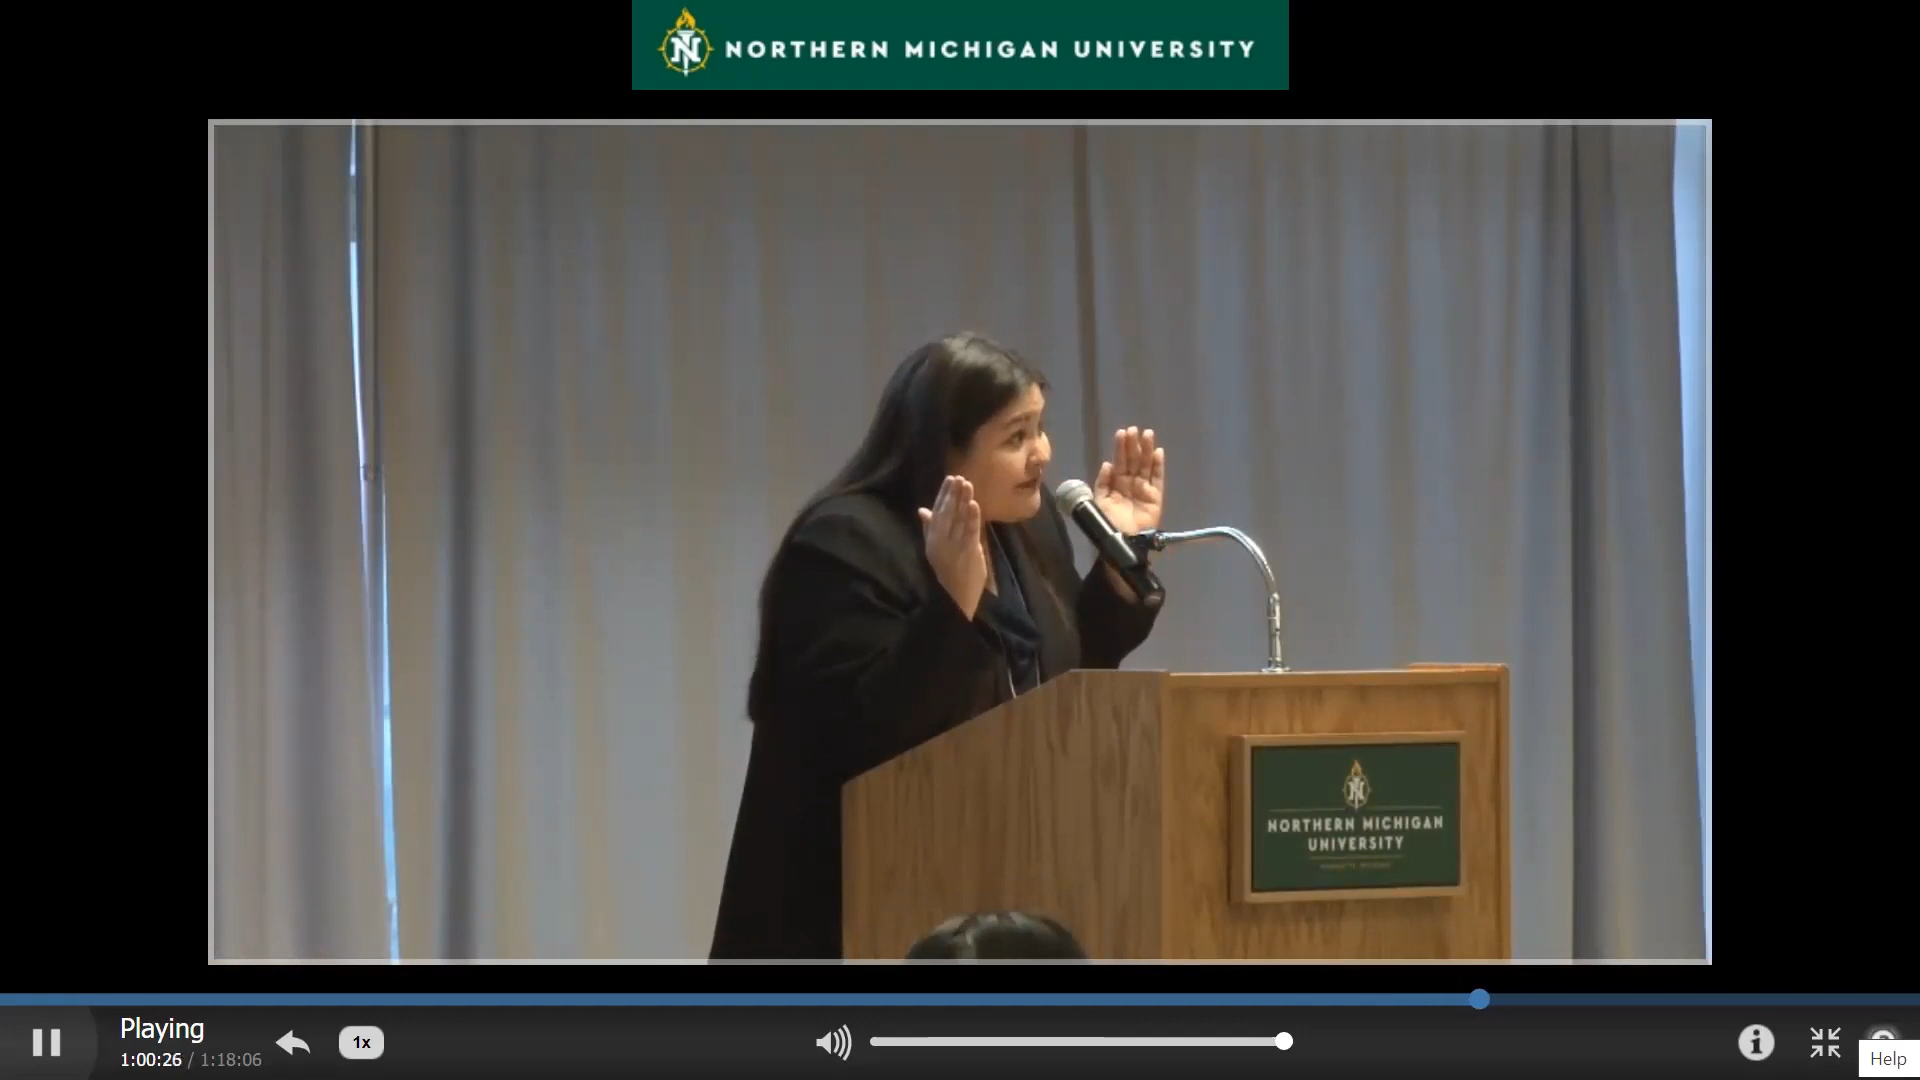 NORTHERN MICHIGAN UNIVERSITY
NORTHERN MICHIGAN
UNIVERSITY
Playing
1:00:26 / 1:18:06
1x
Help